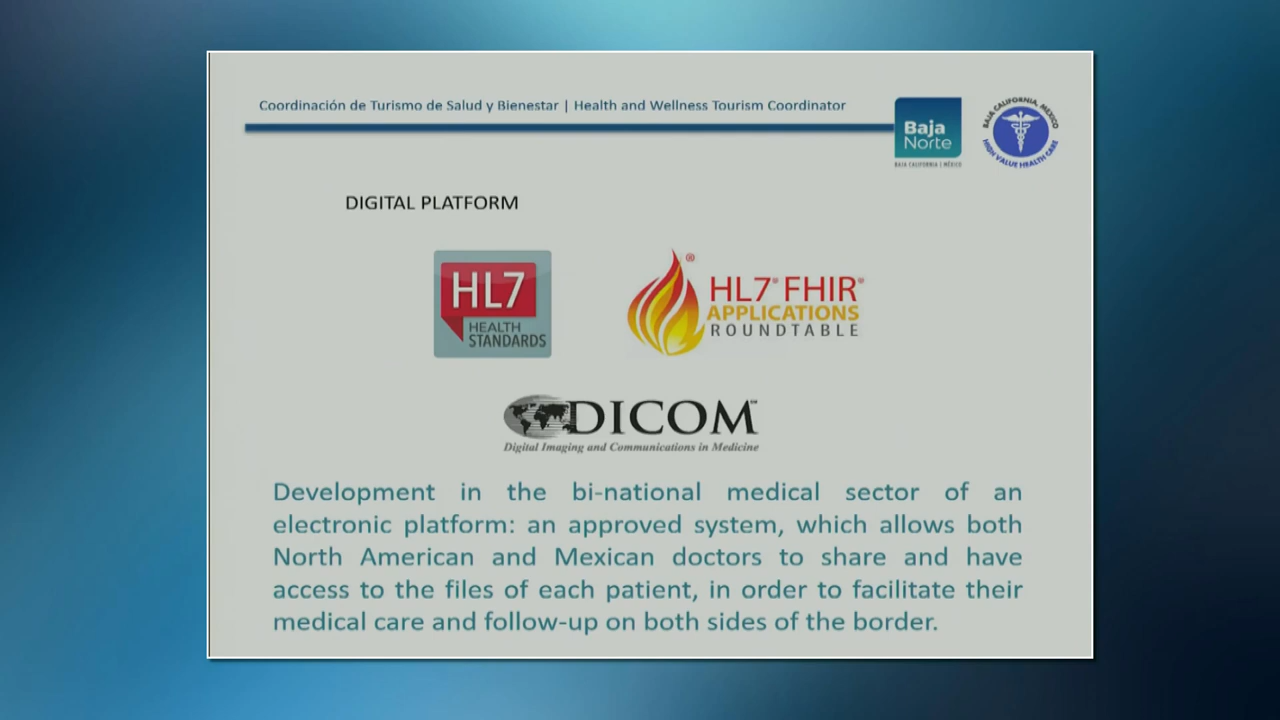 Coordinación de Turismo de Salud y Bienestar | Health and Wellness Tourism Coordinator
Baja
Norte
BAJA CALIFORNIA | MÉXICO
BAJA CALIFORNIA, MEXICO
HIGH VALUE HEALTH CARE
DIGITAL PLATFORM
HL7
HEALTH
STANDARDS
HL7® FHIR®
APPLICATIONS
ROUNDTABLE
®
DICOM
Digital Imaging and Communications in Medicine
Development in the bi-national medical sector of an
electronic platform: an approved system, which allows both
North American and Mexican doctors to share and have
access to the files of each patient, in order to facilitate their
medical care and follow-up on both sides of the border.